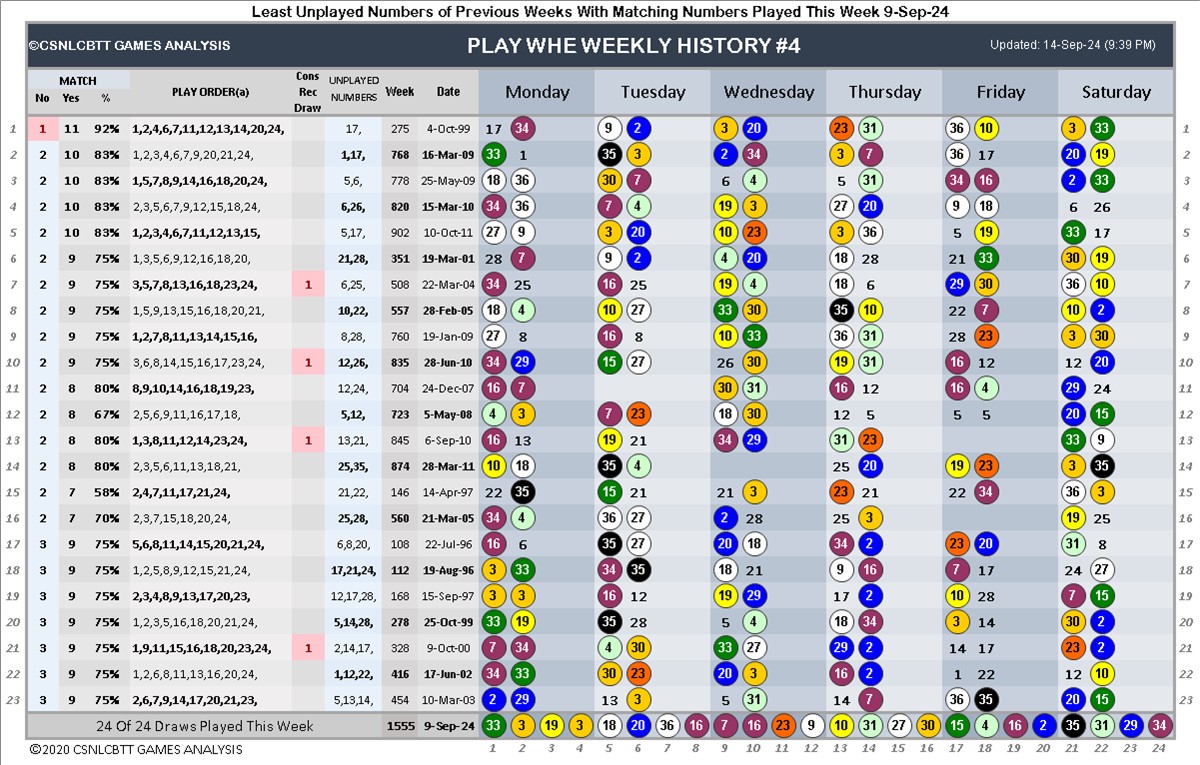 Least Unplayed Numbers of Previous Weeks With Matching Numbers Played This Week 9-Sep-24
©CSNLCBTT GAMES ANALYSIS PLAY WHE WEEKLY HISTORY #4 Updated: 14-Sep-24 (9:39 PM)
MATCH No Yes % PLAY ORDER(a) Cons Rec Draw UNPLAYED NUMBERS Week Date Monday Tuesday Wednesday Thursday Friday Saturday
1 1 11 92% 1,2,4,6,7,11,12,13,14,20,24, 17, 275 4-Oct-99 17 34 9 2 3 20 23 31 36 10 3 33 1
2 2 10 83% 1,2,3,4,6,7,9,20,21,24, 1,17, 768 16-Mar-09 33 1 35 3 2 34 3 7 36 17 20 19 2
3 2 10 83% 1,5,7,8,9,14,16,18,20,24, 5,6, 778 25-May-09 18 36 30 7 6 4 5 31 34 16 2 33 3
4 2 10 83% 2,3,5,6,7,9,12,15,18,24, 6,26, 820 15-Mar-10 34 36 7 4 19 3 27 20 9 18 6 26 4
5 2 10 83% 1,2,3,4,6,7,11,12,13,15, 5,17, 902 10-Oct-11 27 9 3 20 10 23 3 36 5 19 33 17 5
6 2 9 75% 1,3,5,6,9,12,16,18,20, 21,28, 351 19-Mar-01 28 7 9 2 4 20 18 28 21 33 30 19 6
7 2 9 75% 3,5,7,8,13,16,18,23,24, 1 6,25, 508 22-Mar-04 34 25 16 25 19 4 18 6 29 30 36 10 7
8 2 9 75% 1,5,9,13,15,16,18,20,21, 10,22, 557 28-Feb-05 18 4 10 27 33 30 35 10 22 7 10 2 8
9 2 9 75% 1,2,7,8,11,13,14,15,16, 8,28, 760 19-Jan-09 27 8 16 8 10 33 36 31 28 23 3 30 9
10 2 9 75% 3,6,8,14,15,16,17,23,24, 1 12,26, 835 28-Jun-10 34 29 15 27 26 30 19 31 16 12 12 20 10
11 2 8 80% 8,9,10,14,16,18,19,23, 12,24, 704 24-Dec-07 16 7 30 31 16 12 16 4 29 24 11
12 2 8 67% 2,5,6,9,11,16,17,18, 5,12, 723 5-May-08 4 3 7 23 18 30 12 5 5 5 20 15 12
13 2 8 80% 1,3,8,11,12,14,23,24, 1 13,21, 845 6-Sep-10 16 13 19 21 34 29 31 23 33 9 13
14 2 8 80% 2,3,5,6,11,13,18,21, 25,35, 874 28-Mar-11 10 18 35 4 25 20 19 23 3 35 14
15 2 7 58% 2,4,7,11,17,21,24, 21,22, 146 14-Apr-97 22 35 15 21 21 3 23 21 22 34 36 3 15
16 2 7 70% 2,3,7,15,18,20,24, 25,28, 560 21-Mar-05 34 4 36 27 2 28 25 3 19 25 16
17 3 9 75% 5,6,8,11,14,15,20,21,24, 6,8,20, 108 22-Jul-96 16 6 35 27 20 18 34 2 23 20 31 8 17
18 3 9 75% 1,2,5,6,9,12,15,21,24, 17,21,24, 112 19-Aug-96 3 33 34 35 18 21 9 16 7 17 24 27 18
19 3 9 75% 2,3,4,8,9,13,17,20,23, 12,17,28, 168 15-Sep-97 3 3 16 12 19 29 17 2 10 28 7 15 19
20 3 9 75% 1,2,3,5,16,18,20,21,24, 5,14,28, 278 25-Oct-99 33 19 35 28 5 4 18 34 3 14 30 2 20
21 3 9 75% 1,9,11,15,16,18,20,23,24, 1 2,14,17, 328 9-Oct-00 7 34 4 30 33 27 29 2 14 17 23 2 21
22 3 9 75% 1,2,6,8,11,13,16,20,24, 1,12,22, 416 17-Jun-02 34 33 30 23 20 3 16 2 1 22 12 10 22
23 3 9 75% 2,6,7,9,14,17,20,21,23, 5,13,14, 454 10-Mar-03 2 29 13 3 5 31 14 7 36 35 20 15 23
24 Of 24 Draws Played This Week 1555 9-Sep-24 33 3 19 3 18 20 36 16 7 16 23 9 10 31 27 30 15 4 16 2 35 31 29 34
©2020 CSNLCBTT GAMES ANALYSIS 1 2 3 4 5 6 7 8 9 10 11 12 13 14 15 16 17 18 19 20 21 22 23 24